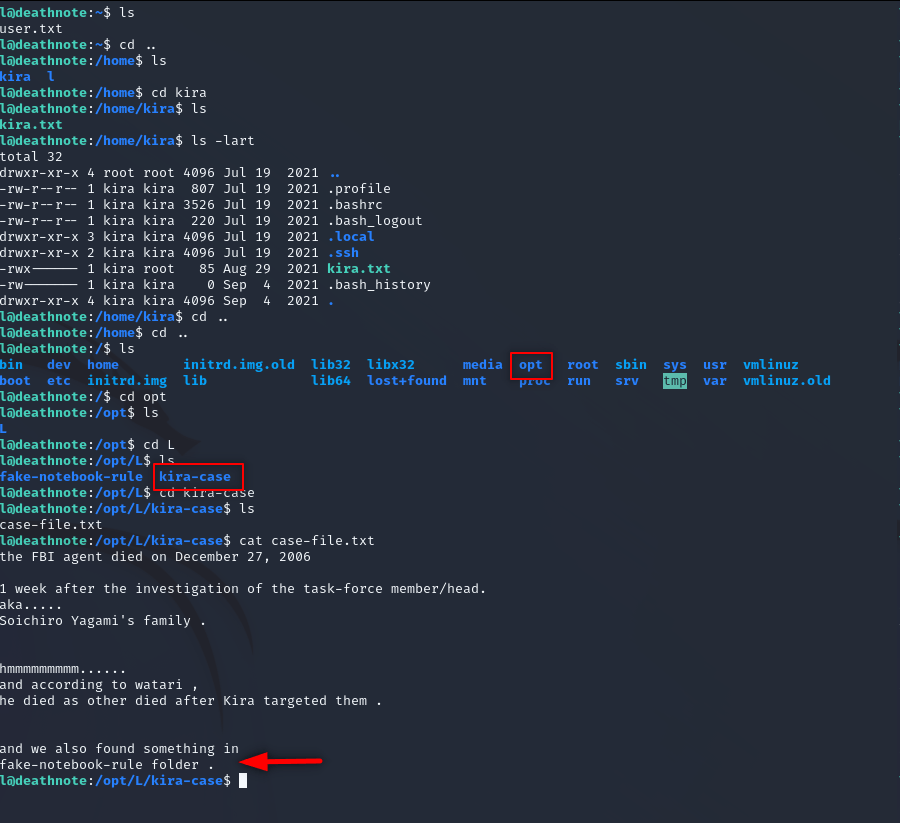 l@deathnote:~$ ls
user.txt
l@deathnote:~$ cd ..
l@deathnote:/home$ ls
kira  l
l@deathnote:/home$ cd kira
l@deathnote:/home/kira$ ls
kira.txt
l@deathnote:/home/kira$ ls -lart
total 32
drwxr-xr-x 4 root root 4096 Jul 19  2021 ..
-rw-r--r-- 1 kira kira  807 Jul 19  2021 .profile
-rw-r--r-- 1 kira kira 3526 Jul 19  2021 .bashrc
-rw-r--r-- 1 kira kira  220 Jul 19  2021 .bash_logout
drwxr-xr-x 3 kira kira 4096 Jul 19  2021 .local
drwxr-xr-x 2 kira kira 4096 Jul 19  2021 .ssh
-rwx------ 1 kira root   85 Aug 29  2021 kira.txt
-rw------- 1 kira kira    0 Sep  4  2021 .bash_history
drwxr-xr-x 4 kira kira 4096 Sep  4  2021 .
l@deathnote:/home/kira$ cd ..
l@deathnote:/home$ cd ..
l@deathnote:/$ ls
bin   dev  home        initrd.img.old  lib32  libx32      media  opt   root  sbin  sys  usr  vmlinuz
boot  etc  initrd.img  lib             lib64  lost+found  mnt    proc  run   srv   tmp  var  vmlinuz.old
l@deathnote:/$ cd opt
l@deathnote:/opt$ ls
L
l@deathnote:/opt$ cd L
l@deathnote:/opt/L$ ls
fake-notebook-rule  kira-case
l@deathnote:/opt/L$ cd kira-case
l@deathnote:/opt/L/kira-case$ ls
case-file.txt
l@deathnote:/opt/L/kira-case$ cat case-file.txt
the FBI agent died on December 27, 2006
1 week after the investigation of the task-force member/head.
aka.....
Soichiro Yagami's family .
hmmmmmmmmm......
and according to watari ,
he died as other died after Kira targeted them .
and we also found something in
fake-notebook-rule folder .
l@deathnote:/opt/L/kira-case$